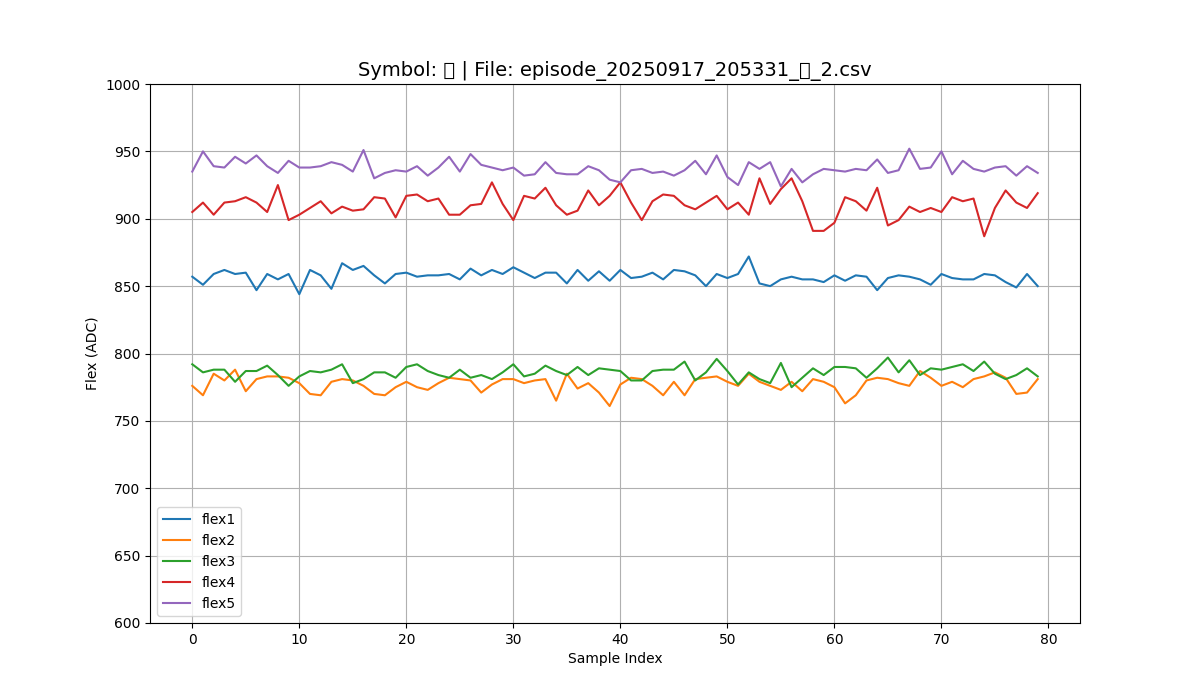 Symbol: | File: episode_20250917_205331_ _2.csv
1000
950
900
850
800
750
700
650
600
Flex (ADC)
flex1
flex2
flex3
flex4
flex5
0 10 20 30 40 50 60 70 80
Sample Index